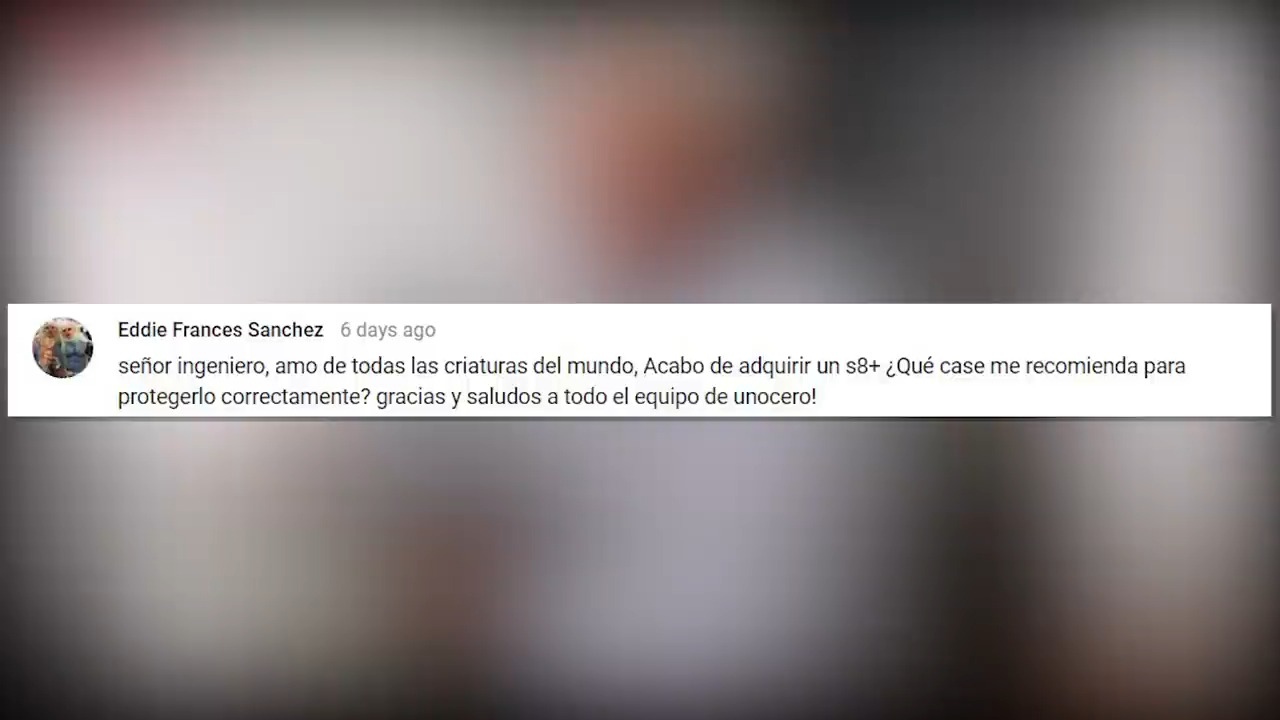 Eddie Frances Sanchez 6 days ago
señor ingeniero, amo de todas las criaturas del mundo, Acabo de adquirir un s8+ ¿Qué case me recomienda para
protegerlo correctamente? gracias y saludos a todo el equipo de unocero!